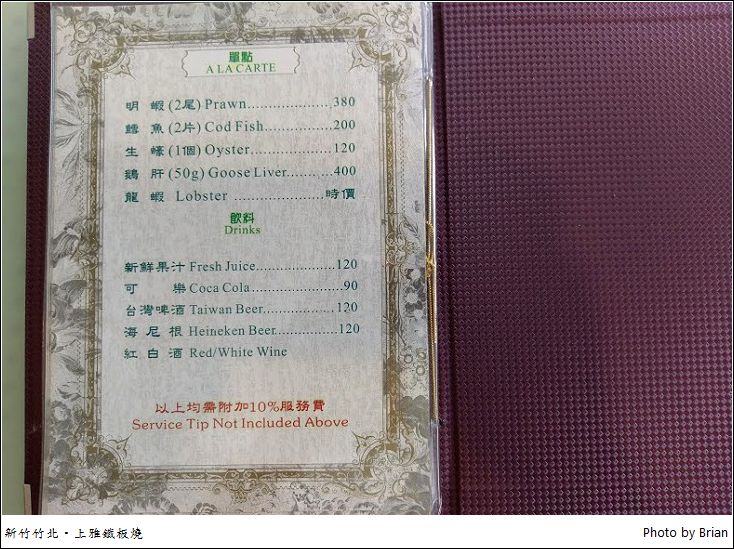 單點
A LA CARTE
明 蝦 (2尾) Prawn....................380
鱈 魚 (2片) Cod Fish................200
生 蠔 (1個) Oyster....................120
鵝 肝 (50g) Goose Liver...........400
龍 蝦 Lobster ......................時價
飲料
Drinks
新鮮果汁 Fresh Juice....................120
可 樂 Coca Cola.......................90
台灣啤酒 Taiwan Beer..................120
海 尼 根 Heineken Beer................120
紅 白 酒 Red/White Wine
以上均需附加10%服務費
Service Tip Not Included Above
新竹竹北·上雅鐵板燒
Photo by Brian